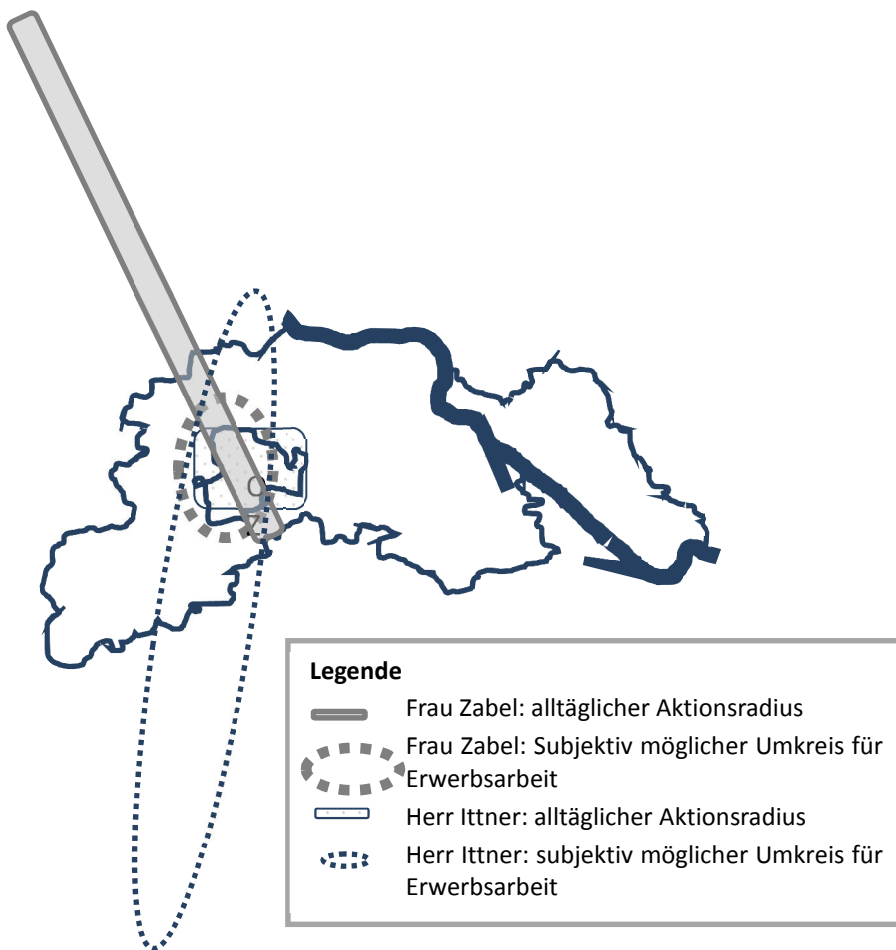 Legende
Frau Zabel: alltäglicher Aktionsradius
Frau Zabel: Subjektiv möglicher Umkreis für
Erwerbsarbeit
Herr Ittner: alltäglicher Aktionsradius
Herr Ittner: subjektiv möglicher Umkreis für
Erwerbsarbeit